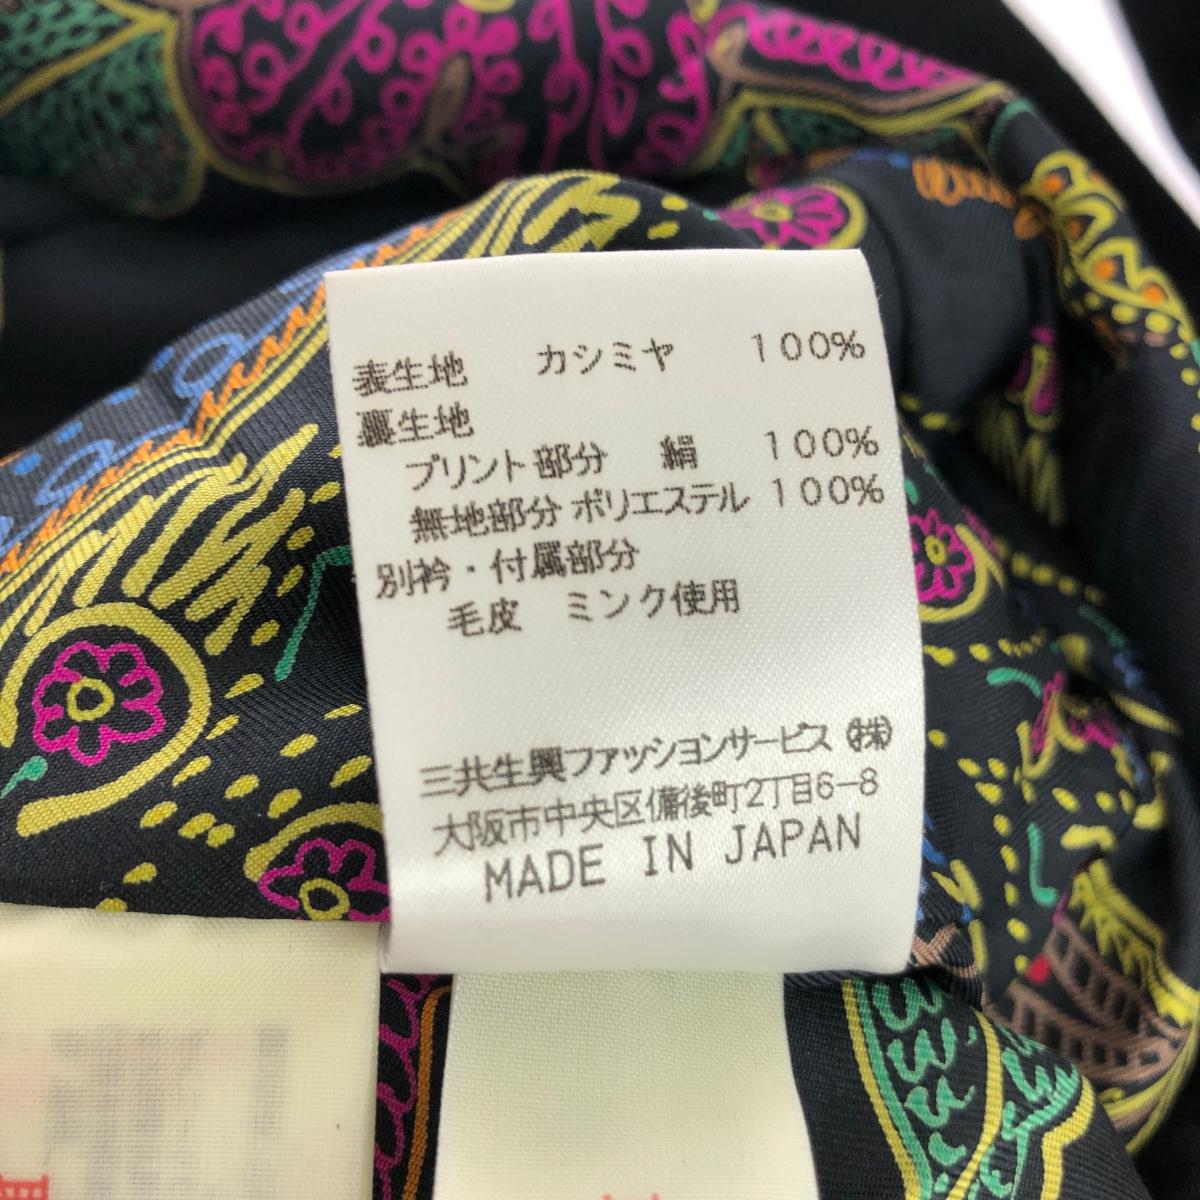 表生地 カシミヤ 100%
裏生地
プリント部分 絹 100%
無地部分 ポリエステル 100%
別衿・付属部分
毛皮 ミンク使用
三共生興ファッションサービス㈱
大阪市中央区備後町2丁目6-8
MADE IN JAPAN